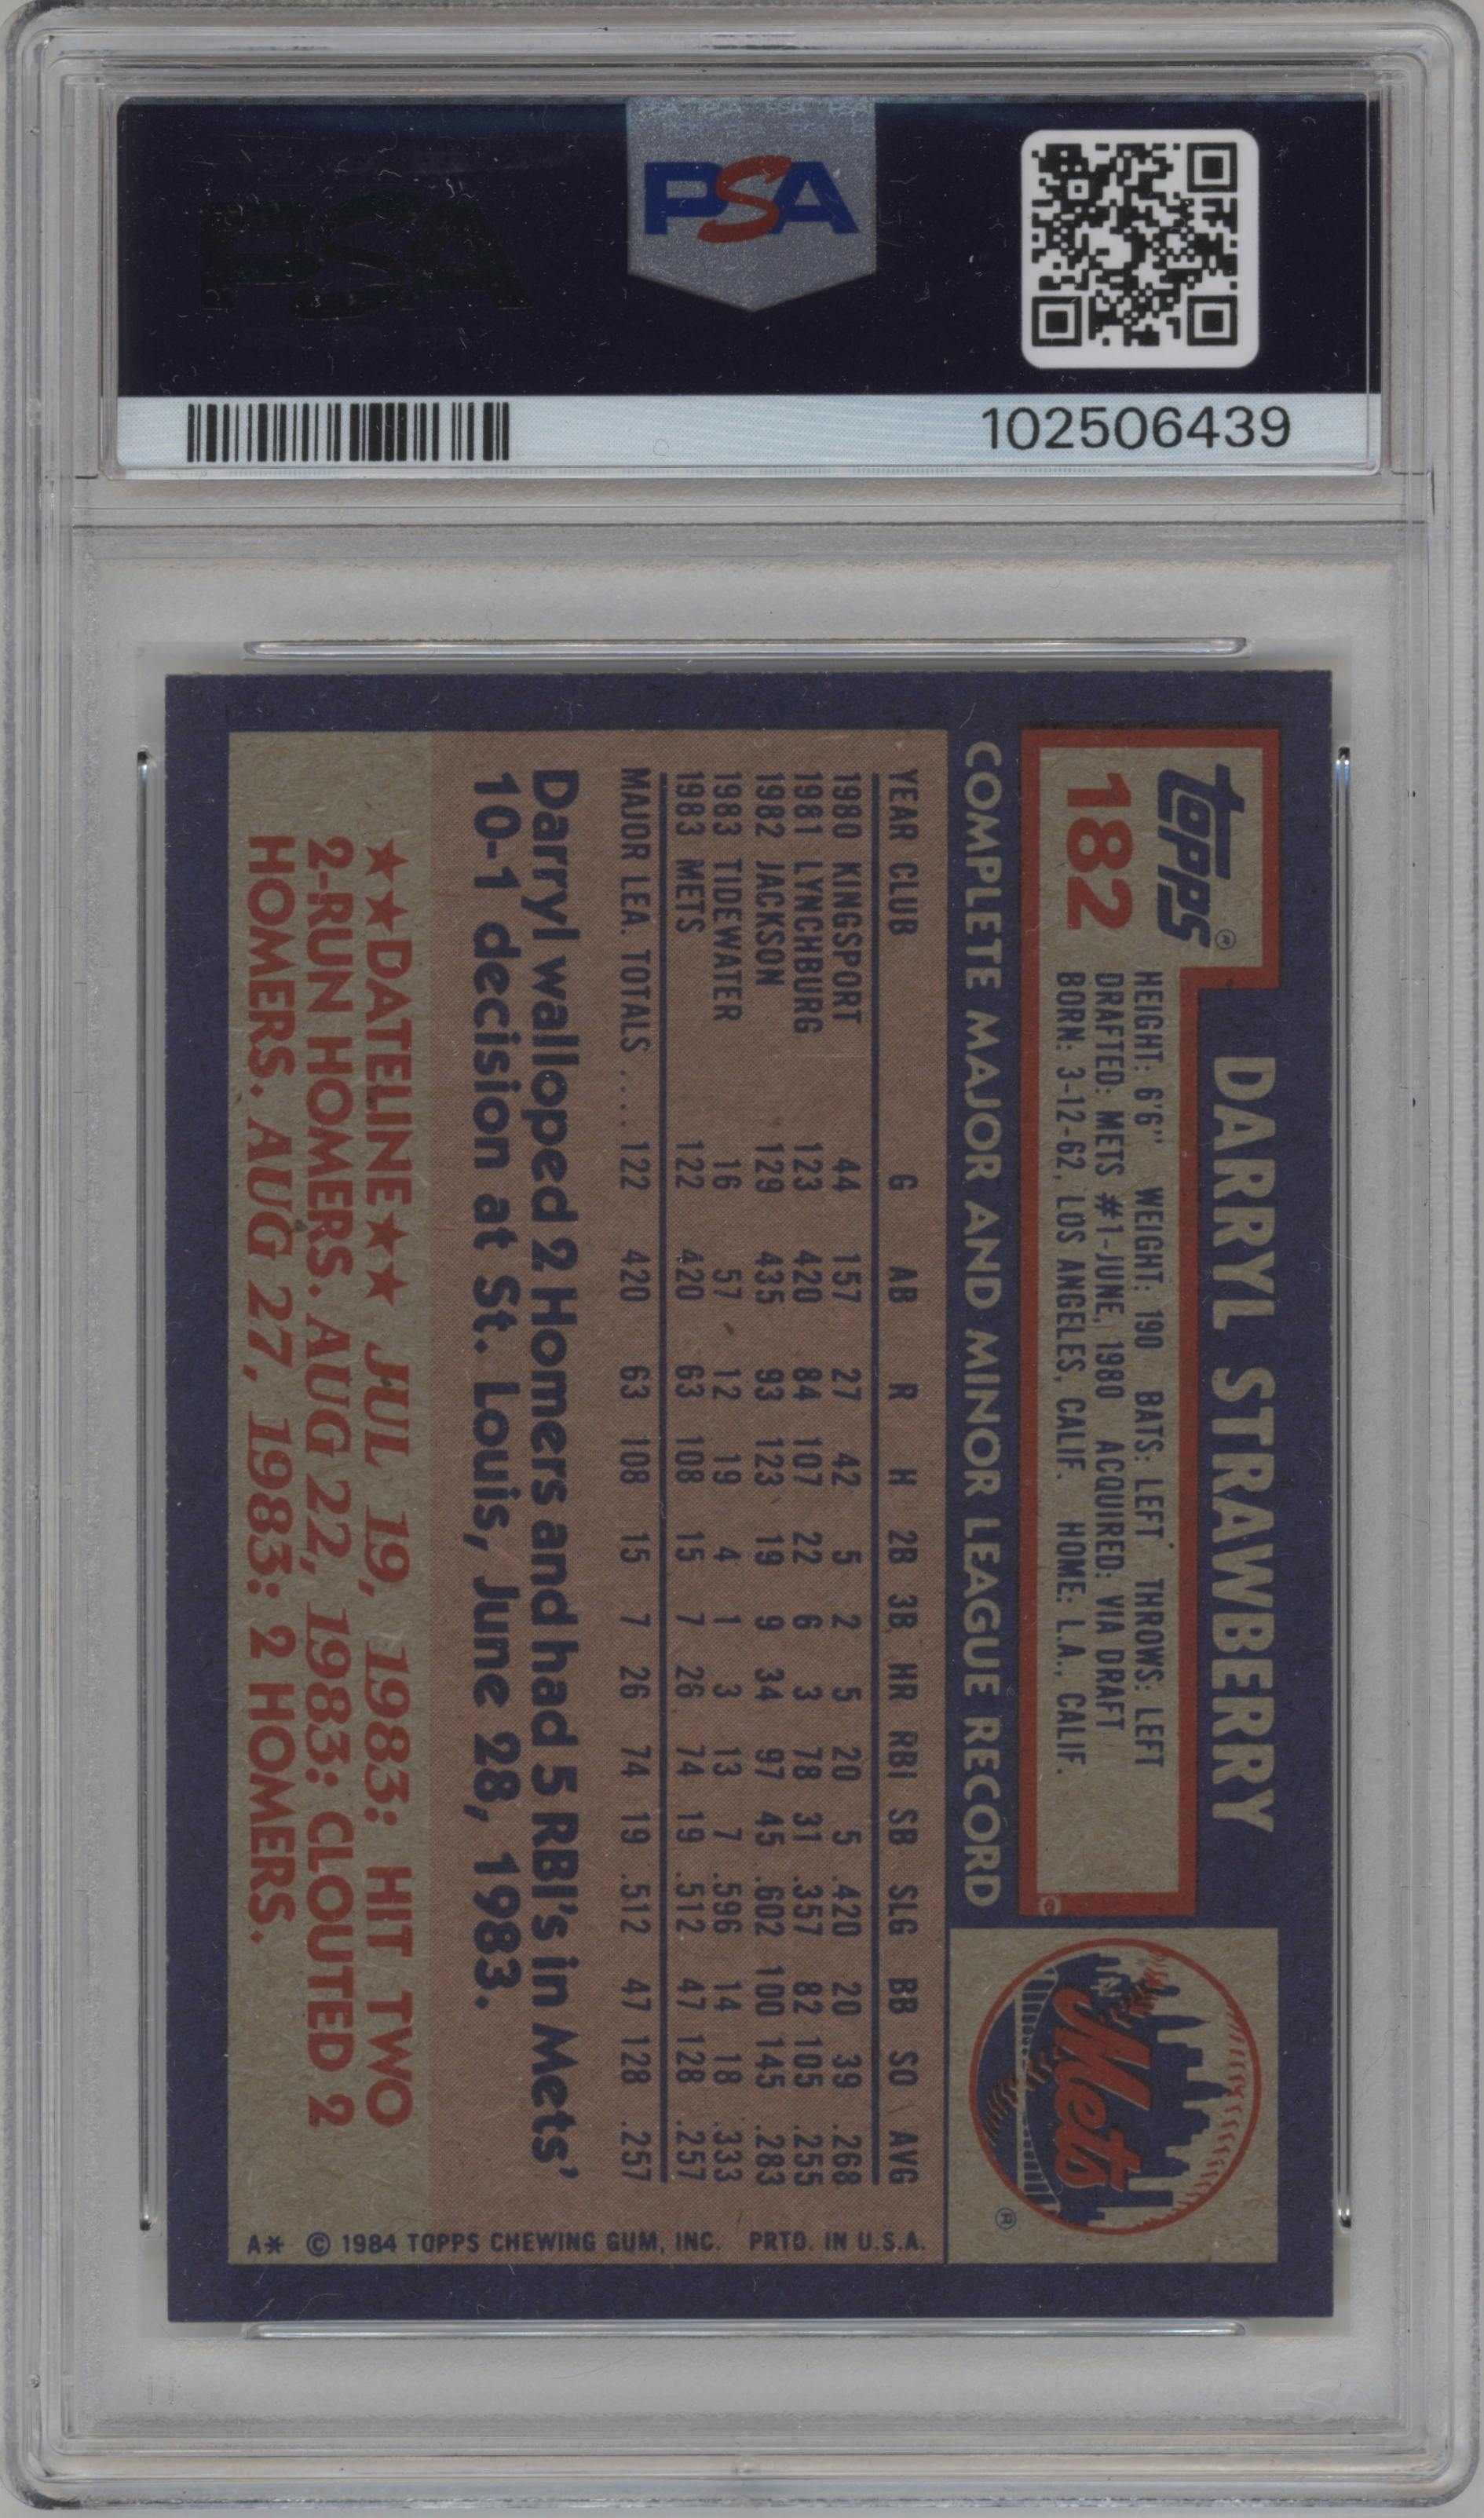 PSA
PSA
102506439
topps®
182
DARRYL STRAWBERRY
HEIGHT: 6'6" WEIGHT: 190 BATS: LEFT THROWS: LEFT
DRAFTED: METS #1-JUNE, 1980 ACQUIRED: VIA DRAFT
BORN: 3-12-62, LOS ANGELES, CALIF. HOME: L.A., CALIF.
Mets
®
COMPLETE MAJOR AND MINOR LEAGUE RECORD
YEAR CLUB G AB R H 2B 3B HR RBI SB SLG BB SO AVG
1980 KINGSPORT 44 157 27 42 5 2 5 20 5 .420 20 39 .268
1981 LYNCHBURG 123 420 84 107 22 6 3 78 31 .357 82 105 .255
1982 JACKSON 129 435 93 123 19 9 34 97 45 .602 100 145 .283
1983 TIDEWATER 16 57 12 19 4 1 3 13 7 .596 14 18 .333
1983 METS 122 420 63 108 15 7 26 74 19 .512 47 128 .257
MAJOR LEA. TOTALS .... 122 420 63 108 15 7 26 74 19 .512 47 128 .257
Darryl walloped 2 Homers and had 5 RBI's in Mets'
10-1 decision at St. Louis, June 28, 1983.
★★DATELINE★★ JUL 19, 1983: HIT TWO
2-RUN HOMERS. AUG 22, 1983: CLOUTED 2
HOMERS. AUG 27, 1983: 2 HOMERS.
A* © 1984 TOPPS CHEWING GUM, INC. PRTD. IN U.S.A.
PSA